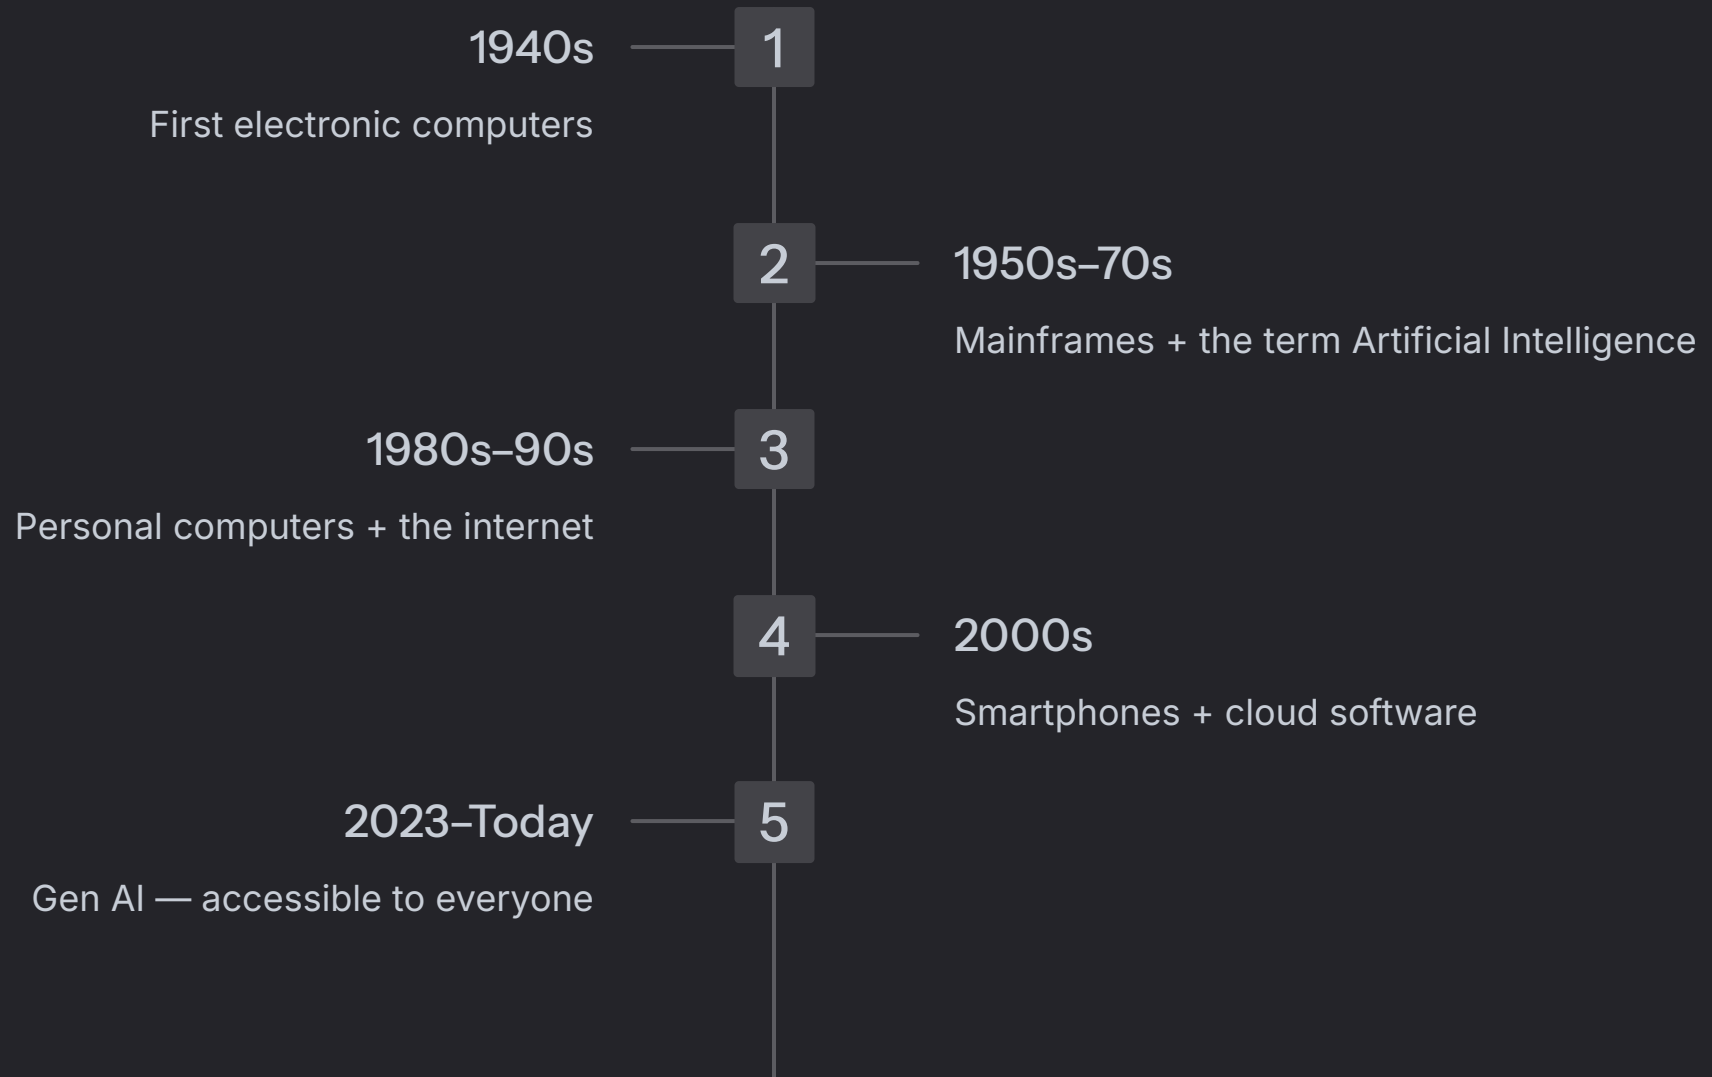 1
1940s
First electronic computers
2
1950s–70s
Mainframes + the term Artificial Intelligence
3
1980s–90s
Personal computers + the internet
4
2000s
Smartphones + cloud software
5
2023–Today
Gen AI — accessible to everyone